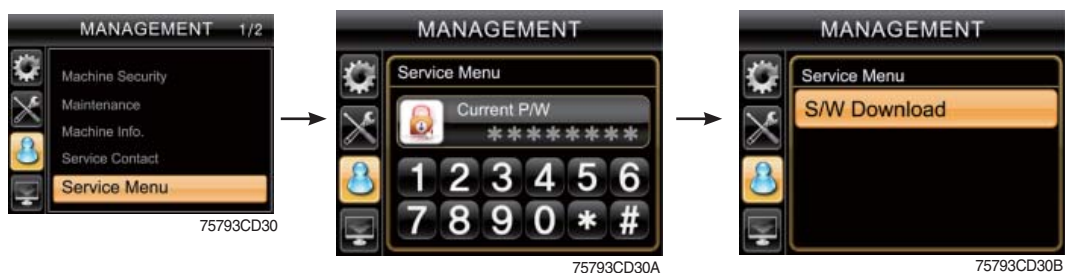 MANAGEMENT 1/2
Machine Security
Maintenance
Machine Info.
Service Contact
Service Menu
75793CD30
MANAGEMENT
Service Menu
Current P/W
********
1 2 3 4 5 6
7 8 9 0 * #
75793CD30A
MANAGEMENT
Service Menu
S/W Download
75793CD30B